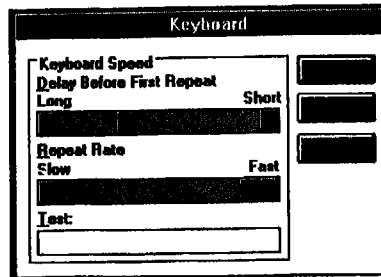 Keyboard
Keyboard Speed
Delay Before First Repeat
Long Short
Repeat Rate
Slow Fast
Test: